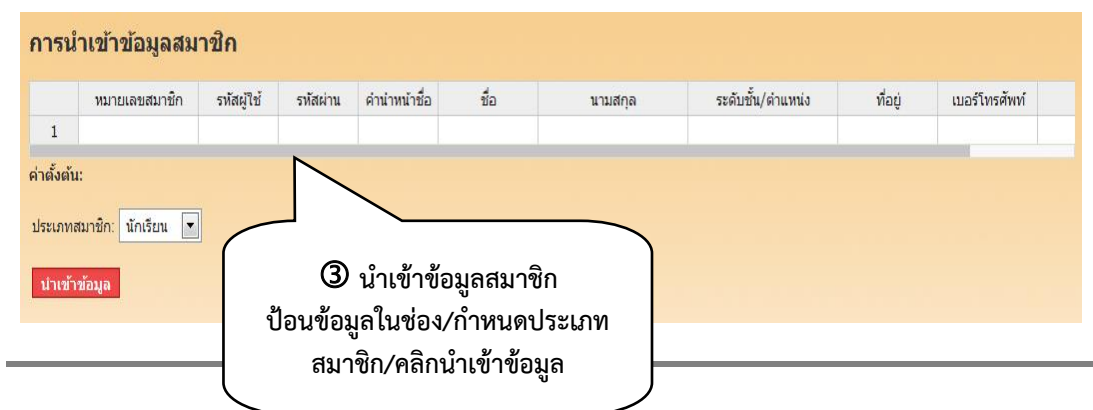 การนำเข้าข้อมูลสมาชิก
หมายเลขสมาชิก รหัสผู้ใช้ รหัสผ่าน คำนำหน้าชื่อ ชื่อ นามสกุล ระดับชั้น/ตำแหน่ง ที่อยู่ เบอร์โทรศัพท์
1
ค่าตั้งต้น:
ประเภทสมาชิก: นักเรียน
นำเข้าข้อมูล
③ นำเข้าข้อมูลสมาชิก
ป้อนข้อมูลในช่อง/กำหนดประเภท
สมาชิก/คลิกนำเข้าข้อมูล